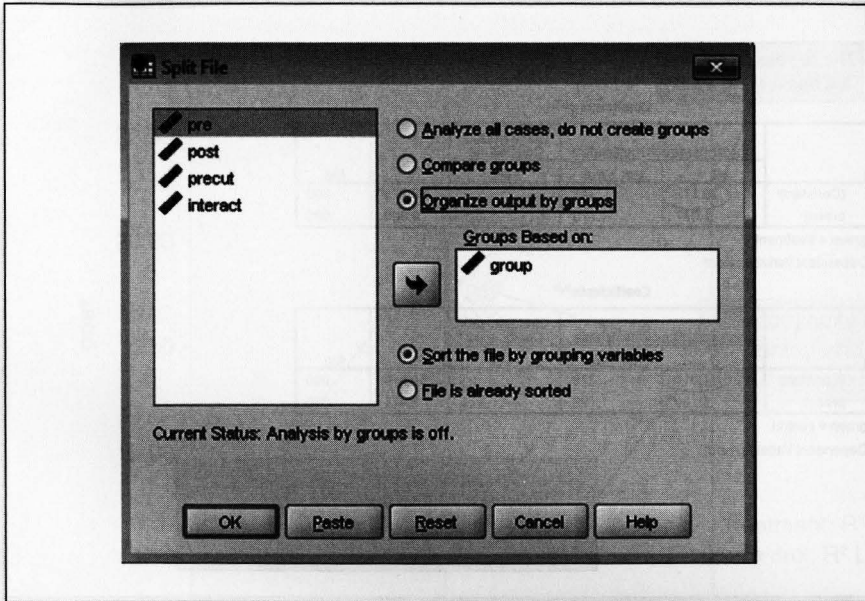 Split File
pre
post
precut
interact
Analyze all cases, do not create groups
Compare groups
Organize output by groups
Groups Based on:
group
Sort the file by grouping variables
File is already sorted
Current Status: Analysis by groups is off.
OK
Paste
Reset
Cancel
Help